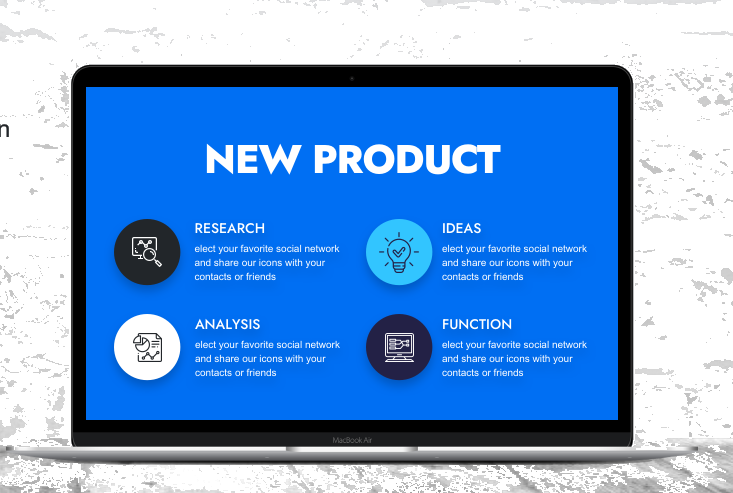 n
NEW PRODUCT
RESEARCH
elect your favorite social network
and share our icons with your
contacts or friends
IDEAS
elect your favorite social network
and share our icons with your
contacts or friends
ANALYSIS
elect your favorite social network
and share our icons with your
contacts or friends
FUNCTION
elect your favorite social network
and share our icons with your
contacts or friends
MacBook Air